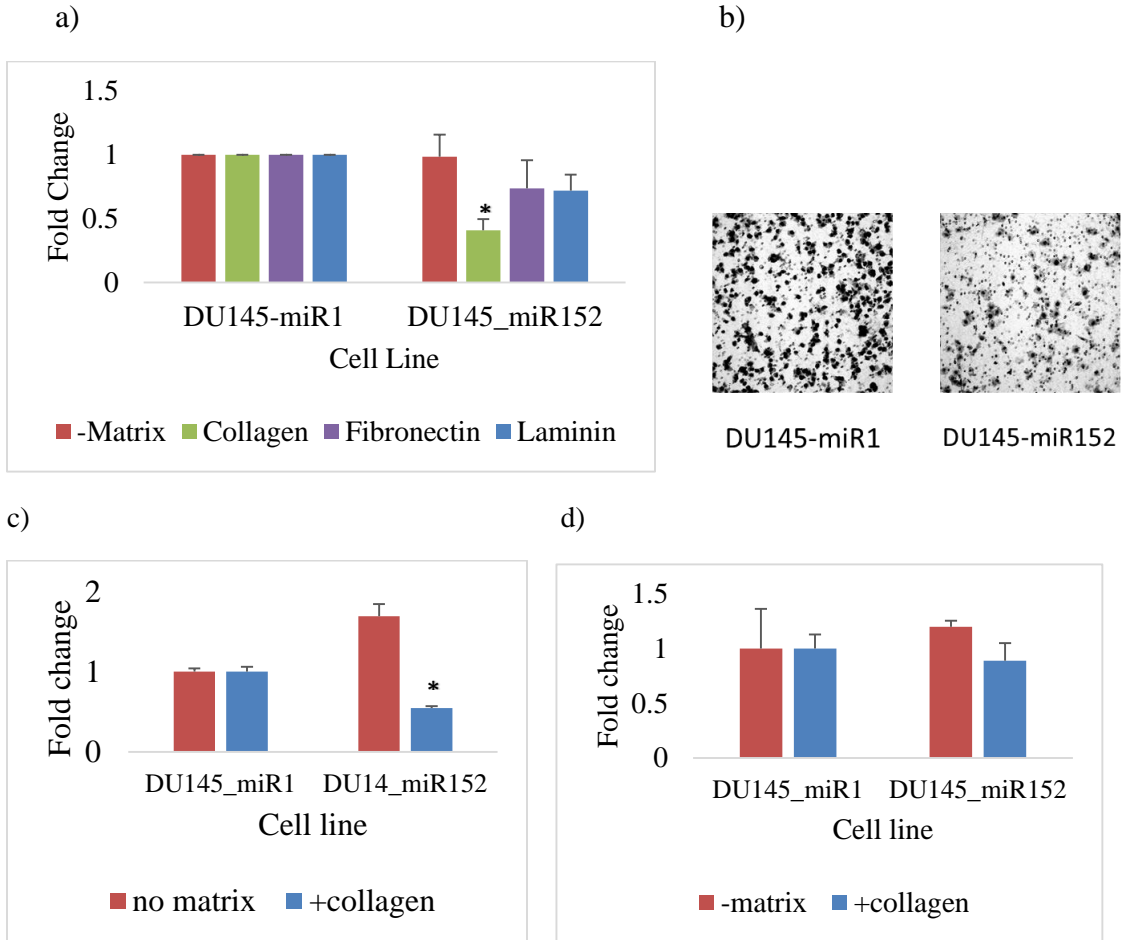 a)
b)
1.5
1
0.5
0
Fold Change
DU145-miR1 DU145_miR152
Cell Line
-Matrix Collagen Fibronectin Laminin
*
DU145-miR1 DU145-miR152
c)
d)
2
1
0
Fold change
*
DU145_miR1 DU14_miR152
Cell line
no matrix +collagen
1.5
1
0.5
0
Fold change
DU145_miR1 DU145_miR152
Cell line
-matrix +collagen